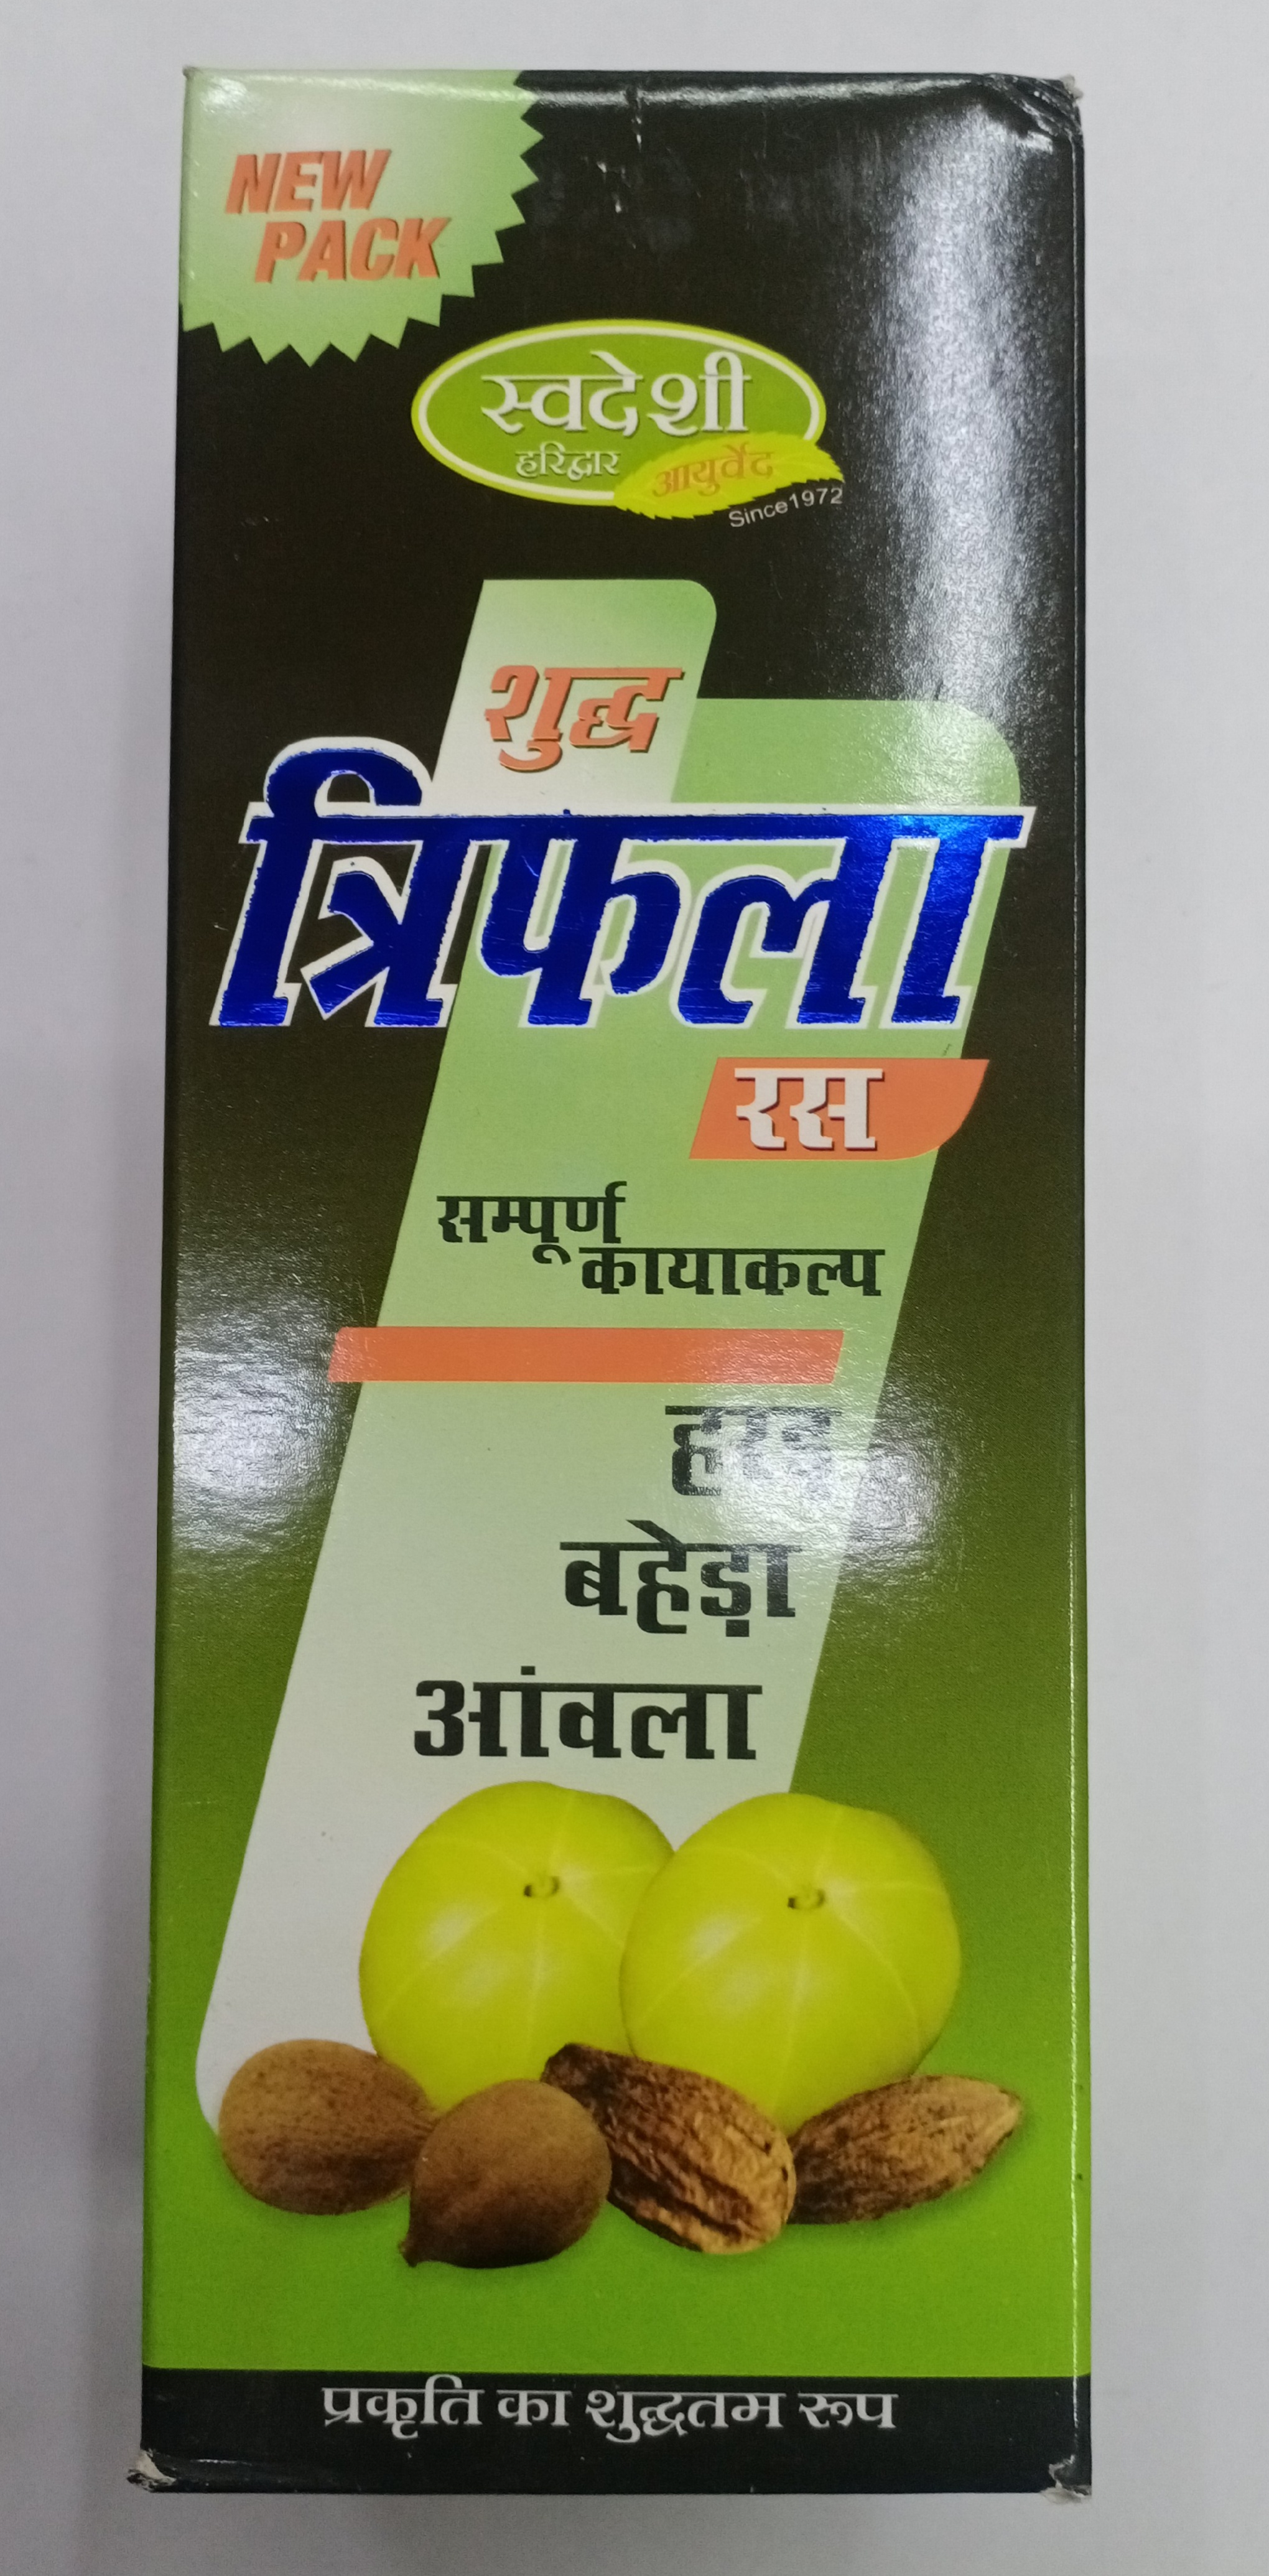 NEW
PACK
स्वदेशी
हरिद्वार
आयुर्वेद
Since1972
शुद्ध
त्रिफला
रस
सम्पूर्ण
कायाकल्प
बहेड़ा
आंवला
प्रकृति का शुद्धतम रूप